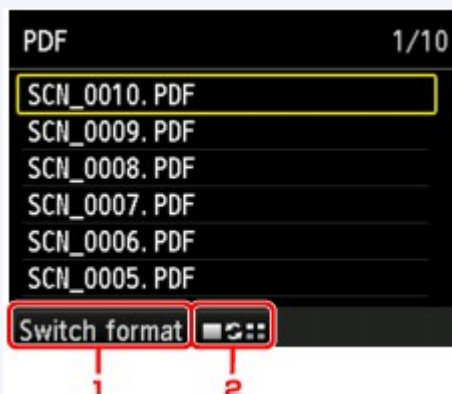 PDF 1/10
SCN_0010.PDF
SCN_0009.PDF
SCN_0008.PDF
SCN_0007.PDF
SCN_0006.PDF
SCN_0005.PDF
Switch format
1 2